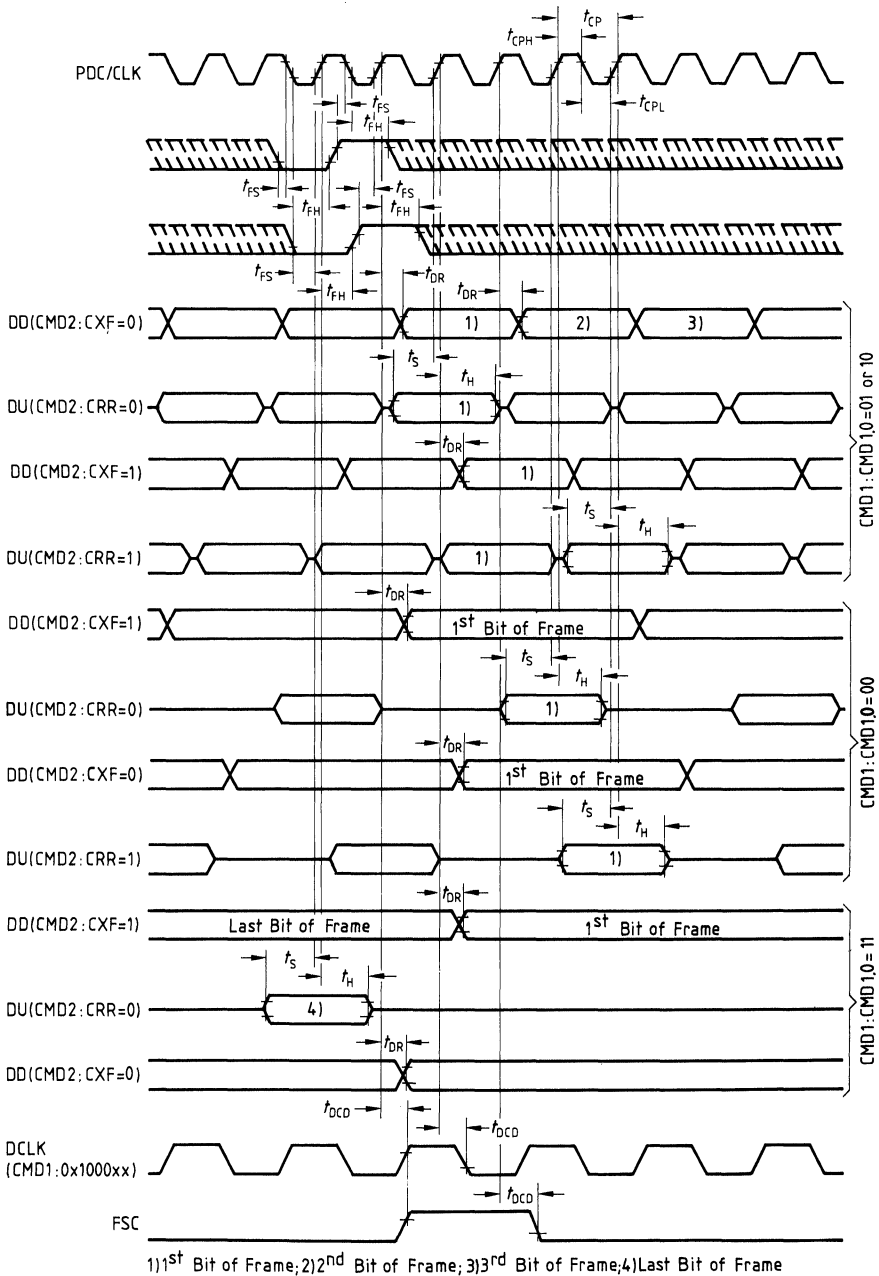 tCP
tCPH
PDC/CLK
tFS
tCPL
tFH
tFS
tFS
tFH
tFH
tFS
tDR
tFH
tDR
DD(CMD2:CXF=0)
1)
2)
3)
tS
tH
DU(CMD2:CRR=0)
1)
tDR
DD(CMD2:CXF=1)
1)
tS
tH
DU(CMD2:CRR=1)
1)
CMD1:CMD1,0=01 or 10
tDR
DD(CMD2:CXF=1)
1st Bit of Frame
tS
tH
DU(CMD2:CRR=0)
1)
tDR
DD(CMD2:CXF=0)
1st Bit of Frame
tS
tH
DU(CMD2:CRR=1)
1)
CMD1:CMD1,0=00
tDR
DD(CMD2:CXF=1)
Last Bit of Frame
1st Bit of Frame
tS
tH
DU(CMD2:CRR=0)
4)
tDR
DD(CMD2;CXF=0)
CMD1:CMD1,0=11
tDCD
tDCD
DCLK
(CMD1:0x1000xx)
tDCD
FSC
1)1st Bit of Frame;2)2nd Bit of Frame;3)3rd Bit of Frame;4)Last Bit of Frame